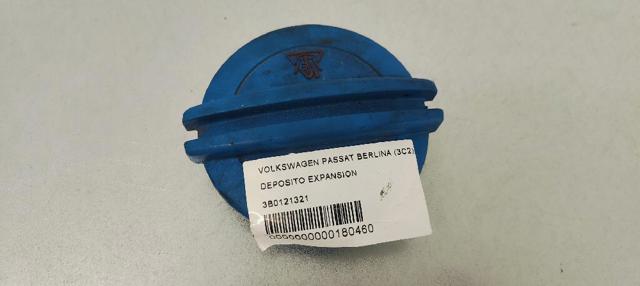 VOLKSWAGEN PASSAT BERLINA (3C2)
DEPOSITO EXPANSION
3B0121321
0000000000180460